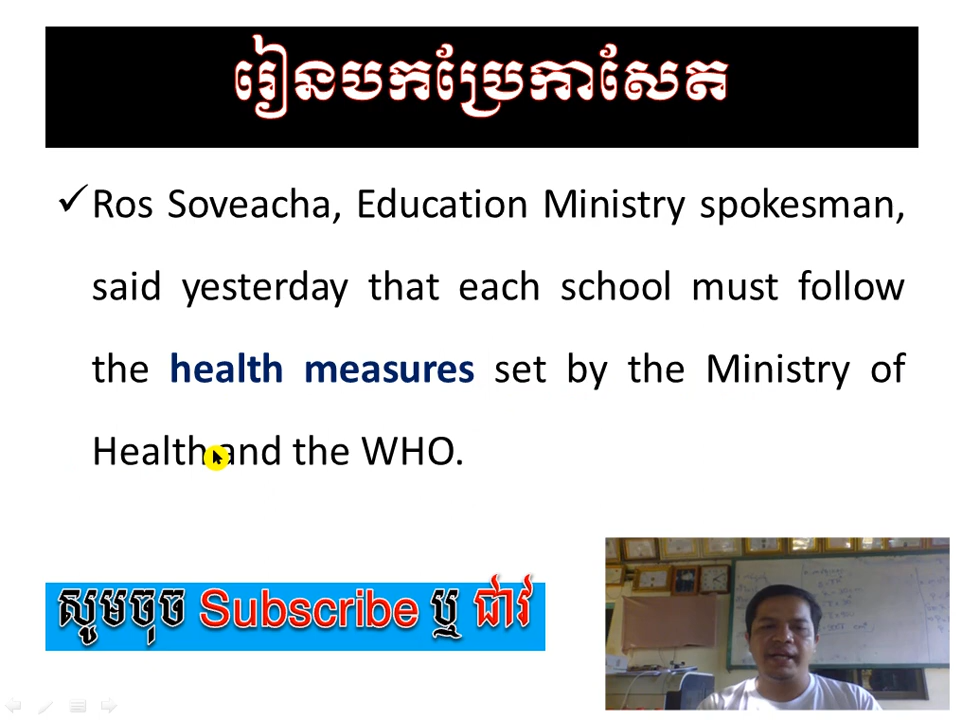 រៀនបកប្រែកាសែត
✓ Ros Soveacha, Education Ministry spokesman,
said yesterday that each school must follow
the health measures set by the Ministry of
Health and the WHO.
សូមចុច Subscribe ឬ ជាវ